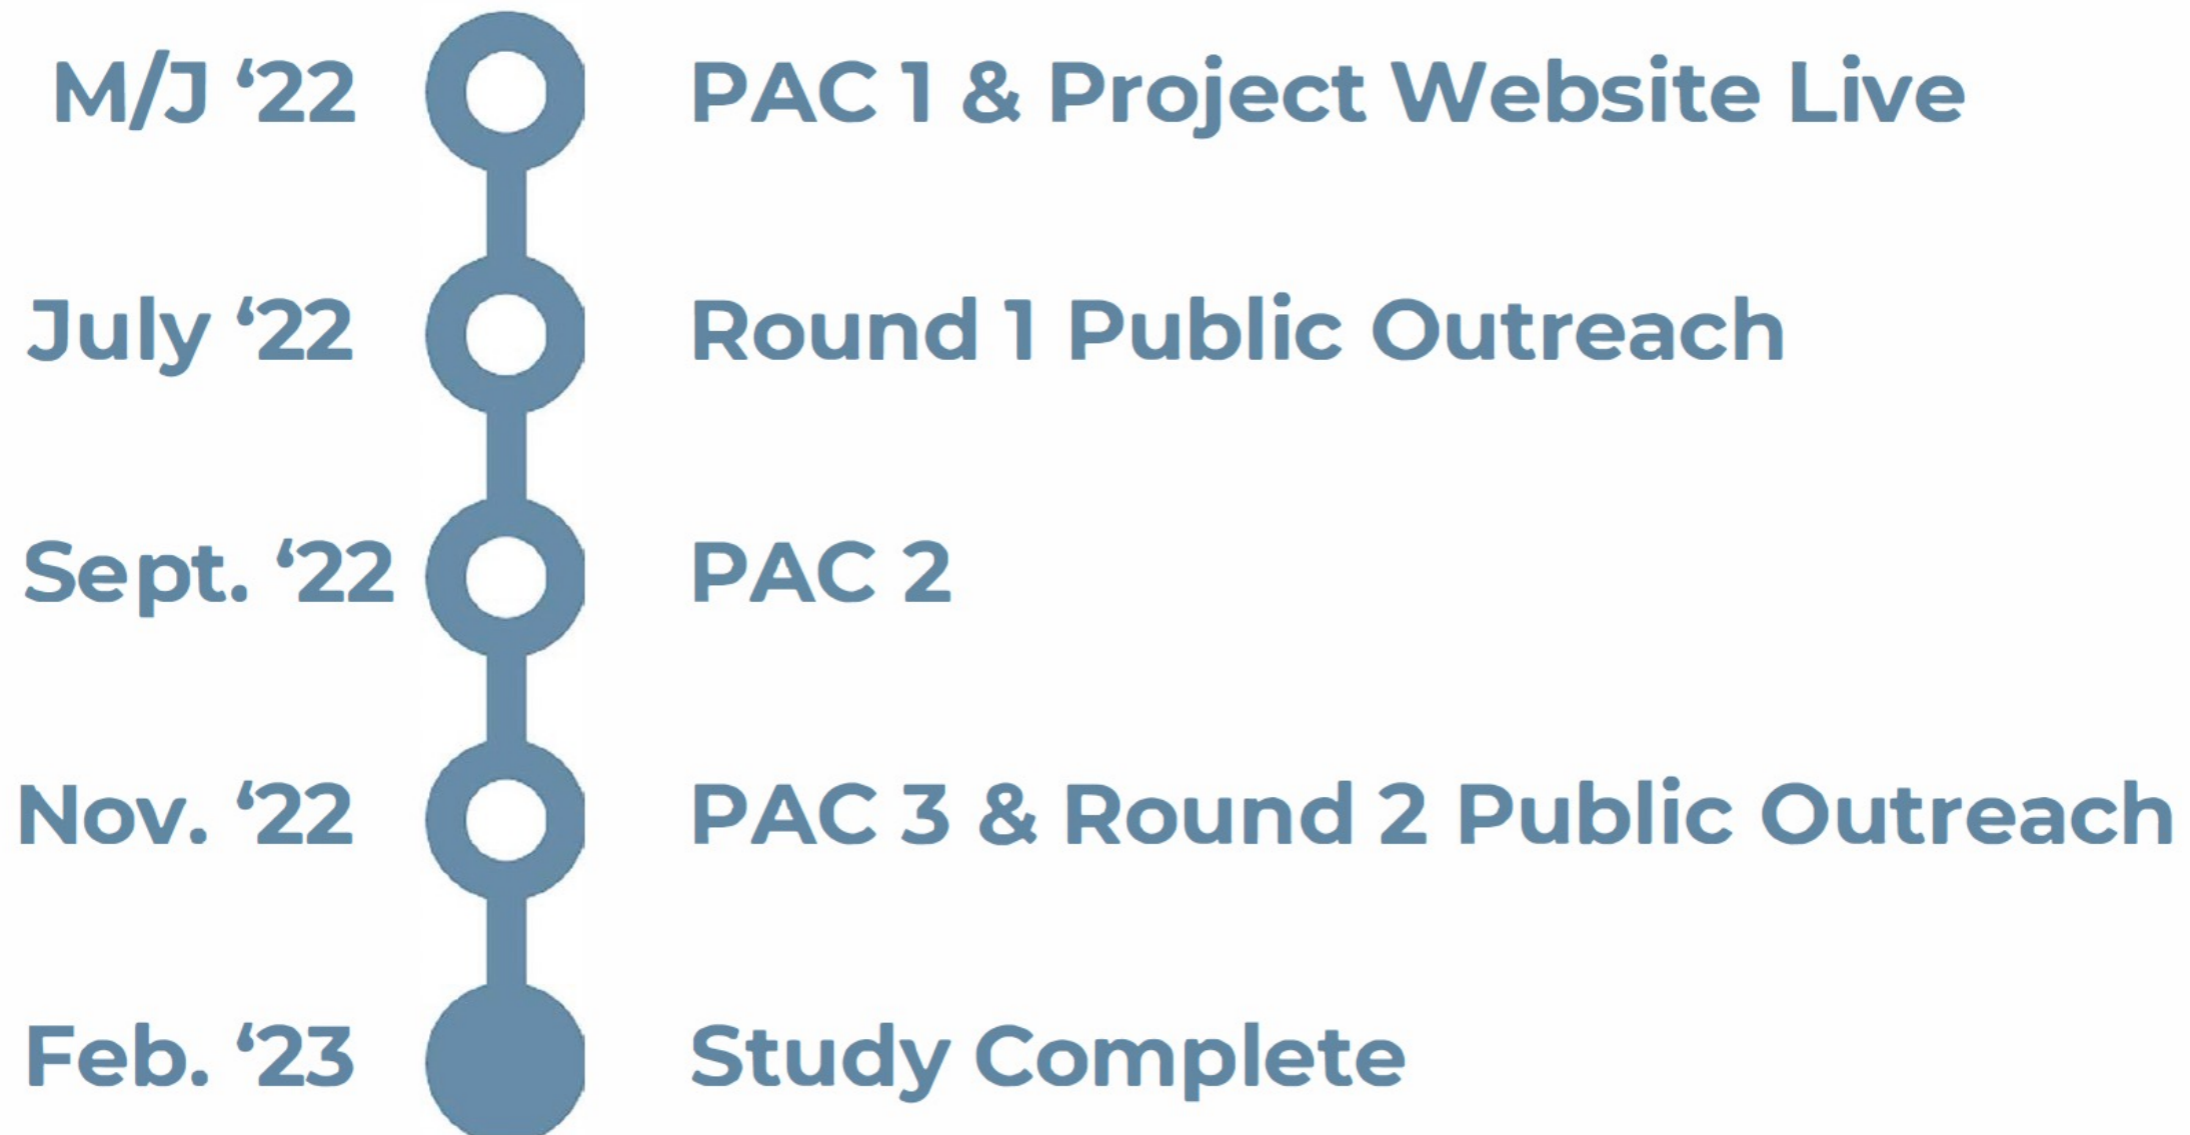 M/J ‘22 PAC 1 & Project Website Live
July ‘22 Round 1 Public Outreach
Sept. ‘22 PAC 2
Nov. ‘22 PAC 3 & Round 2 Public Outreach
Feb. ‘23 Study Complete